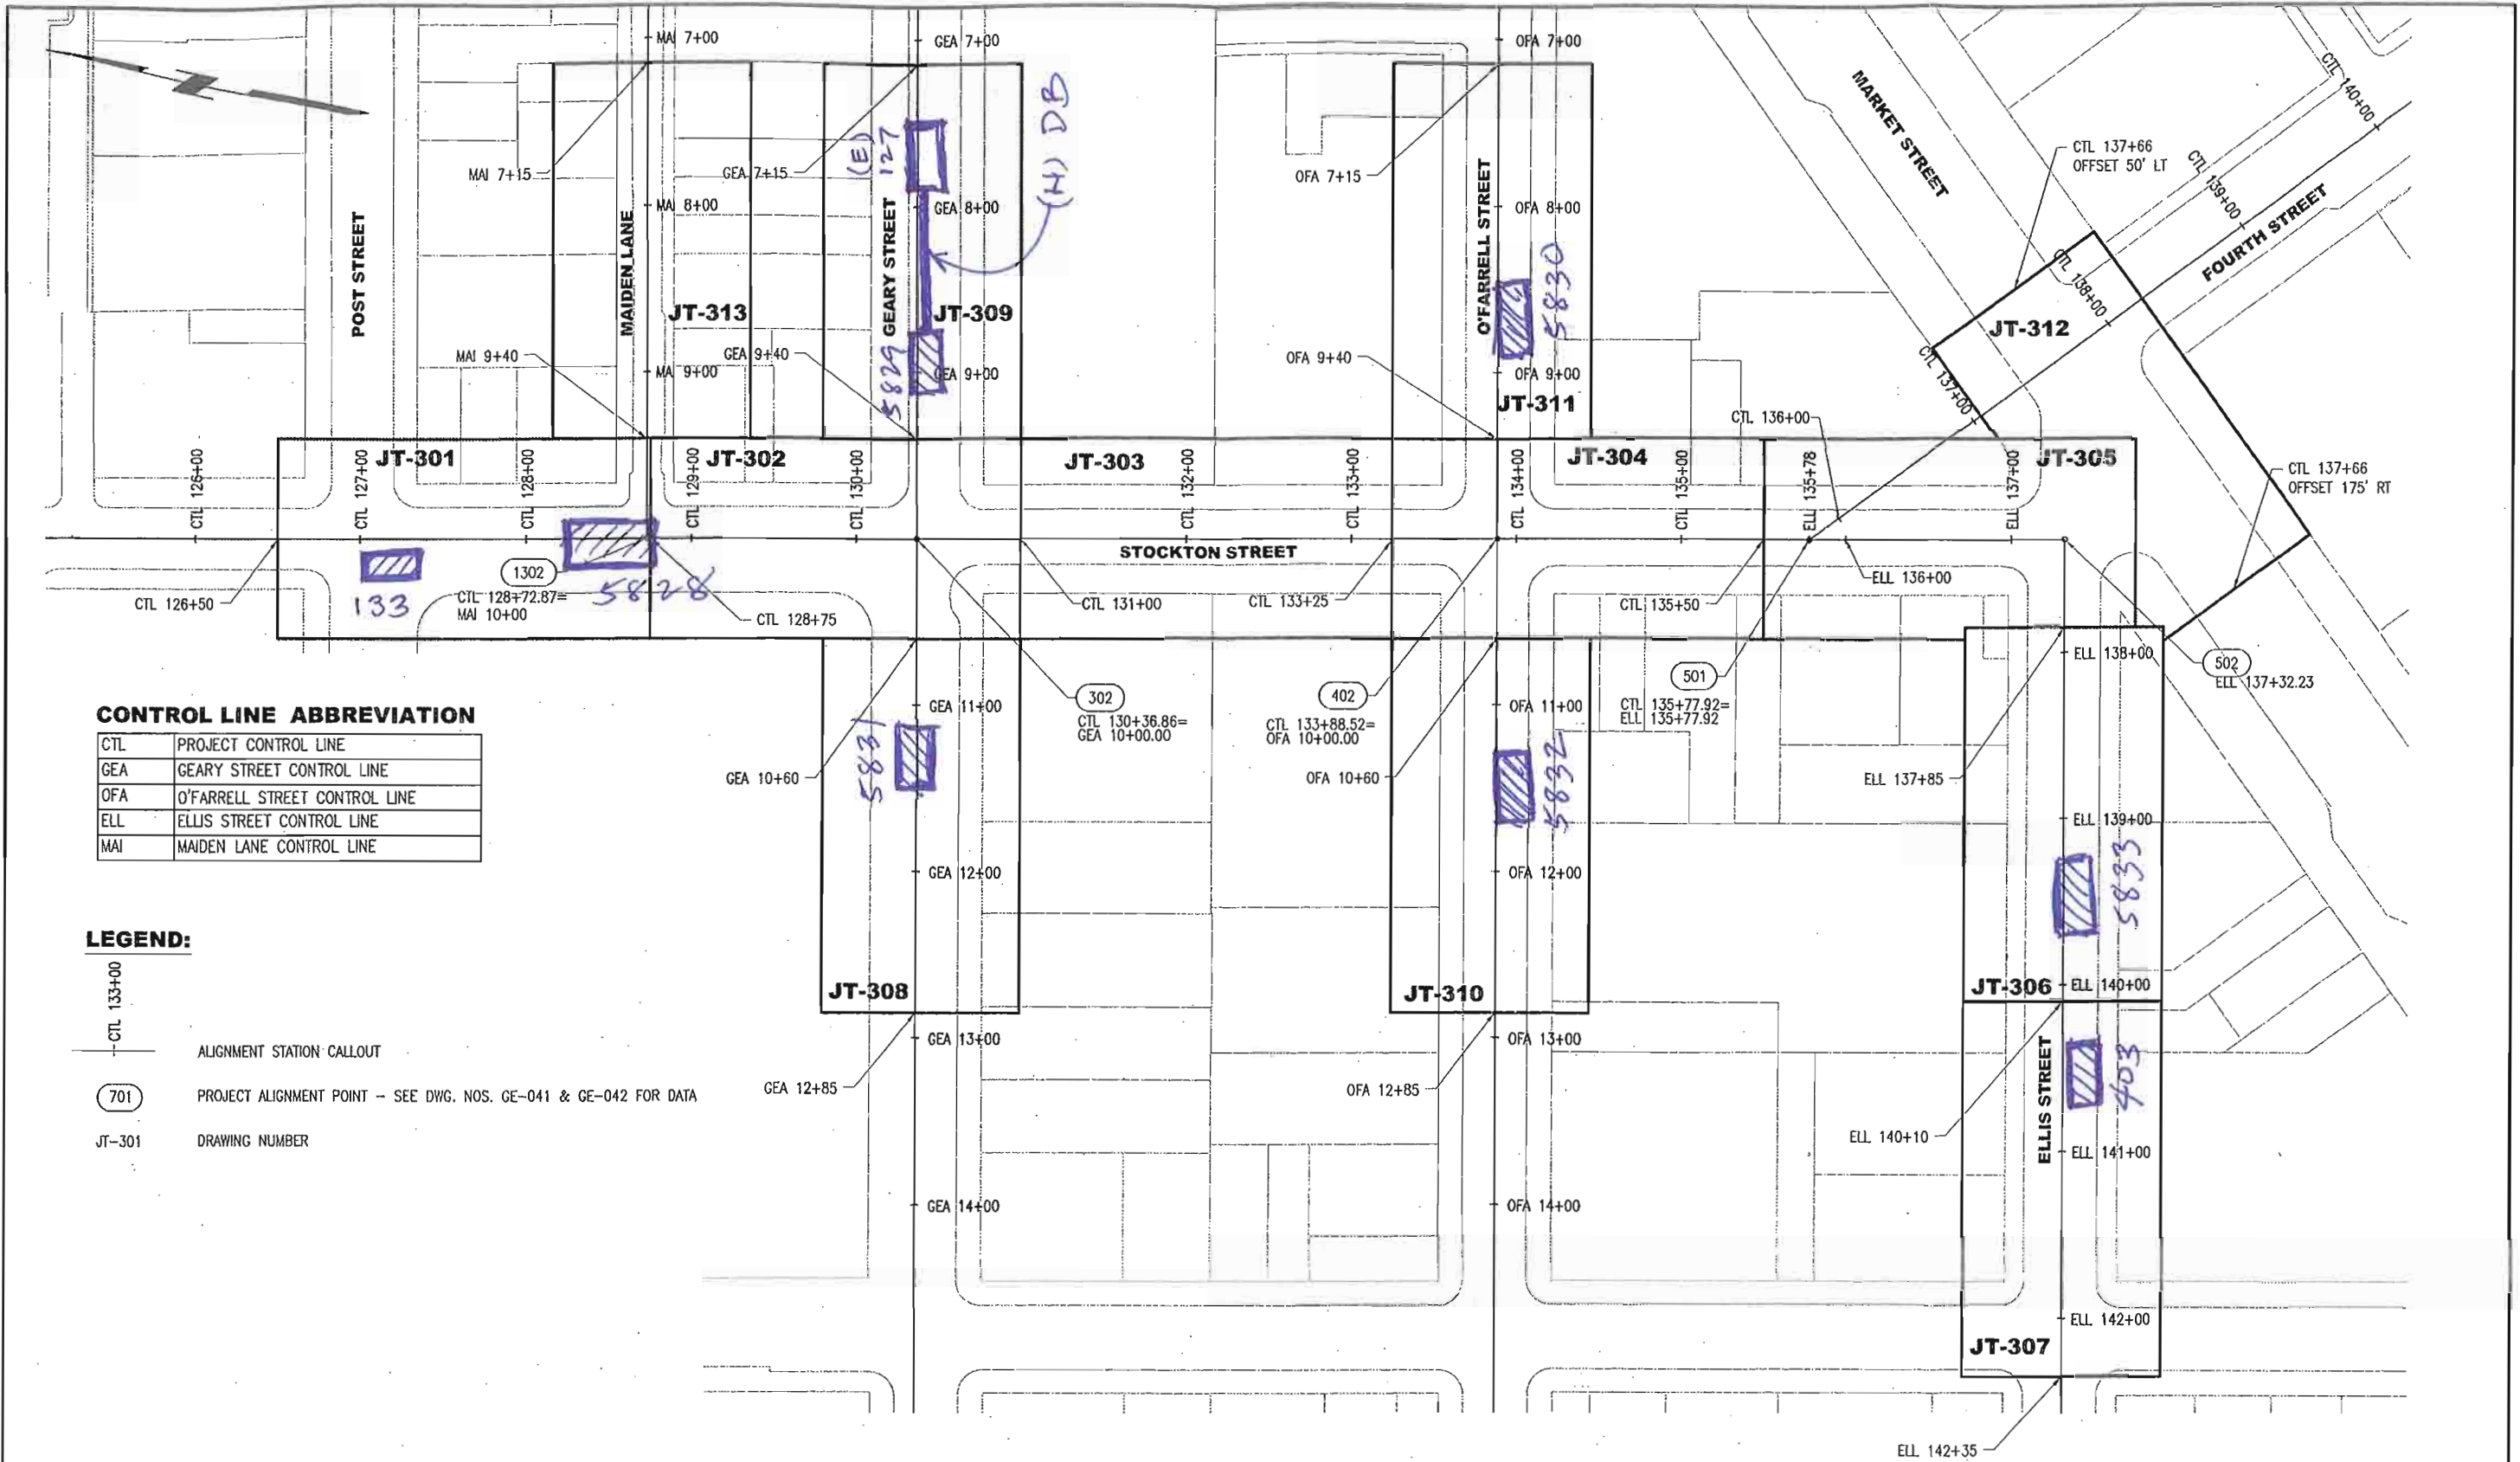 MAI 7+00
GEA 7+00
OFA 7+00
CTL 140+00
MARKET STREET
CTL 137+66
OFFSET 50' LT
CTL 139+00
FOURTH STREET
MAI 7+15
GEA 7+15
(E)
127
(H) DB
OFA 7+15
MAI 8+00
GEA 8+00
OFA 8+00
POST STREET
MAIDEN LANE
GEARY STREET
O'FARRELL STREET
5830
CTL 138+00
JT-313
JT-309
JT-312
MAI 9+40
GEA 9+40
5829
OFA 9+40
MAI 9+00
GEA 9+00
OFA 9+00
CTL 137+00
JT-311
CTL 136+00
JT-301
JT-302
JT-303
JT-304
JT-305
CTL 126+00
CTL 127+00
CTL 128+00
CTL 129+00
CTL 130+00
CTL 132+00
CTL 133+00
CTL 134+00
CTL 135+00
ELL 135+78
ELL 137+00
CTL 137+66
OFFSET 175' RT
STOCKTON STREET
1302
CTL 128+72.87=
MAI 10+00
5828
133
CTL 126+50
CTL 128+75
CTL 131+00
CTL 133+25
CTL 135+50
ELL 136+00
302
CTL 130+36.86=
GEA 10+00.00
402
CTL 133+88.52=
OFA 10+00.00
501
CTL 135+77.92=
ELL 135+77.92
ELL 138+00
502
ELL 137+32.23
CONTROL LINE ABBREVIATION
CTL PROJECT CONTROL LINE
GEA GEARY STREET CONTROL LINE
OFA O'FARRELL STREET CONTROL LINE
ELL ELLIS STREET CONTROL LINE
MAI MAIDEN LANE CONTROL LINE
GEA 11+00
OFA 11+00
5831
5832
GEA 10+60
OFA 10+60
ELL 137+85
ELL 139+00
GEA 12+00
OFA 12+00
5833
JT-308
JT-310
JT-306
ELL 140+00
LEGEND:
CTL 133+00
ALIGNMENT STATION CALLOUT
701
PROJECT ALIGNMENT POINT - SEE DWG. NOS. GE-041 & GE-042 FOR DATA
JT-301
DRAWING NUMBER
GEA 13+00
OFA 13+00
GEA 12+85
OFA 12+85
ELLIS STREET
403
ELL 140+10
ELL 141+00
GEA 14+00
OFA 14+00
ELL 142+00
JT-307
ELL 142+35